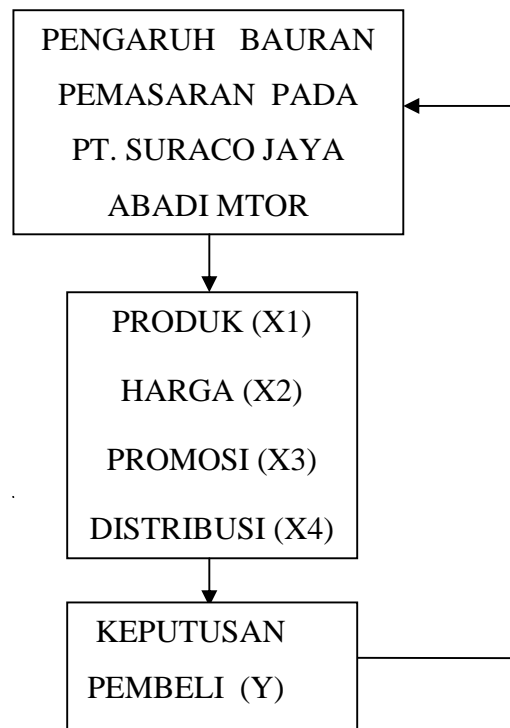 PENGARUH BAURAN
PEMASARAN PADA
PT. SURACO JAYA
ABADI MTOR
PRODUK (X1)
HARGA (X2)
PROMOSI (X3)
DISTRIBUSI (X4)
KEPUTUSAN
PEMBELI (Y)